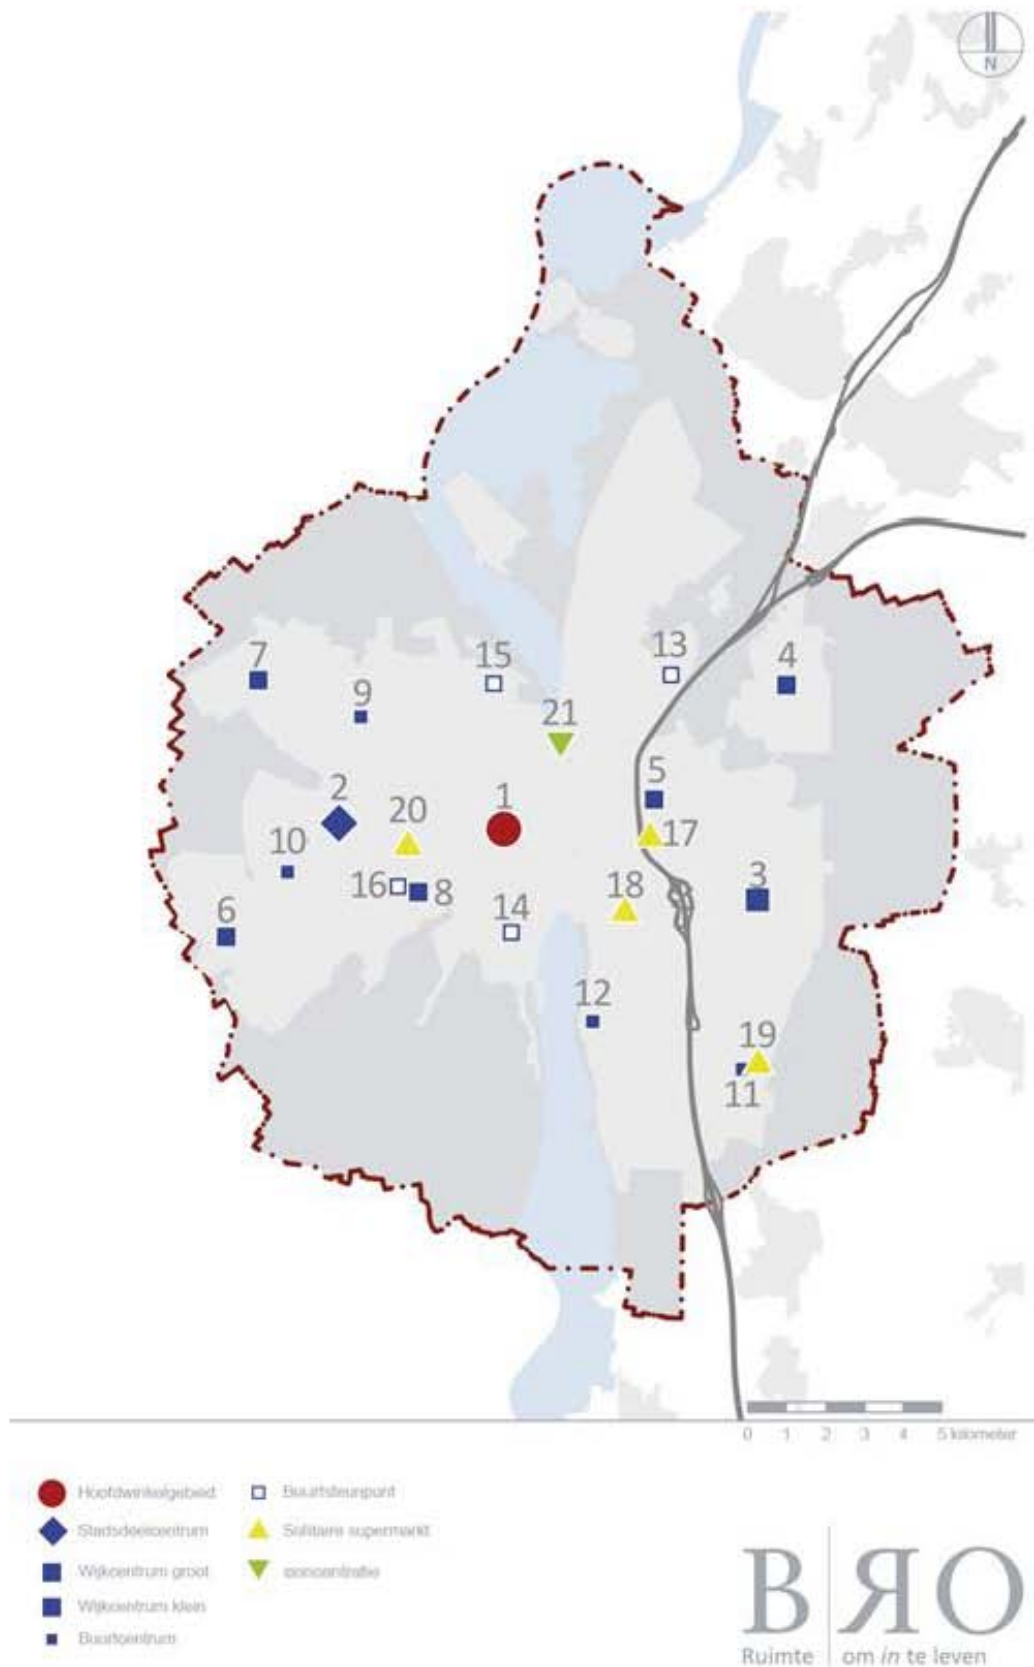 N
7
15
13
4
9
21
2
20
1
5
10
17
16
8
18
3
6
14
12
19
11
0 1 2 3 4 5 kilometer
Hoofdwinkelgebied
Stadsdeelcentrum
Wijkcentrum groot
Wijkcentrum klein
Buurtcentrum
Buurtsteunpunt
Solitaire supermarkt
concentratie
BRO
Ruimte om in te leven